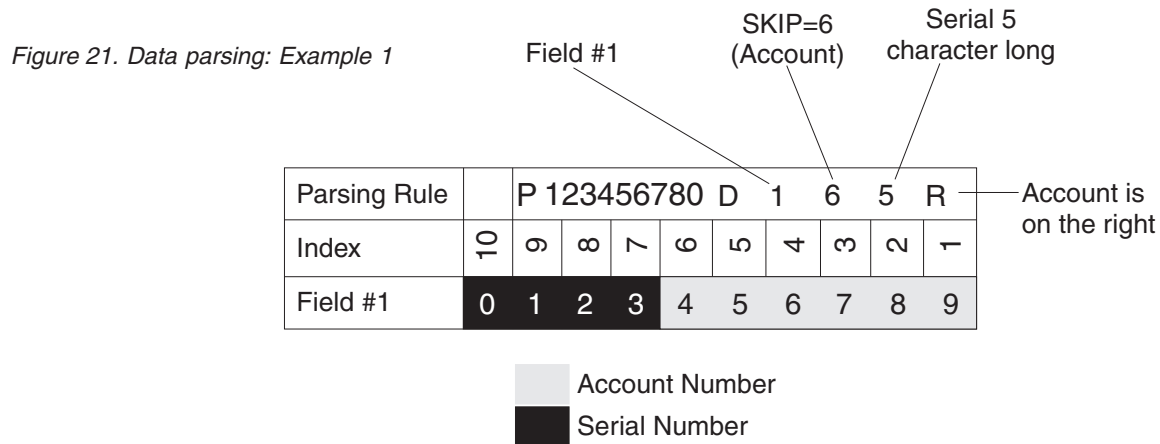 Figure 21. Data parsing: Example 1
Field #1
SKIP=6
(Account)
Serial 5
character long
Parsing Rule P 123456780 D 1 6 5 R
Account is
on the right
Index 10 9 8 7 6 5 4 3 2 1
Field #1 0 1 2 3 4 5 6 7 8 9
Account Number
Serial Number